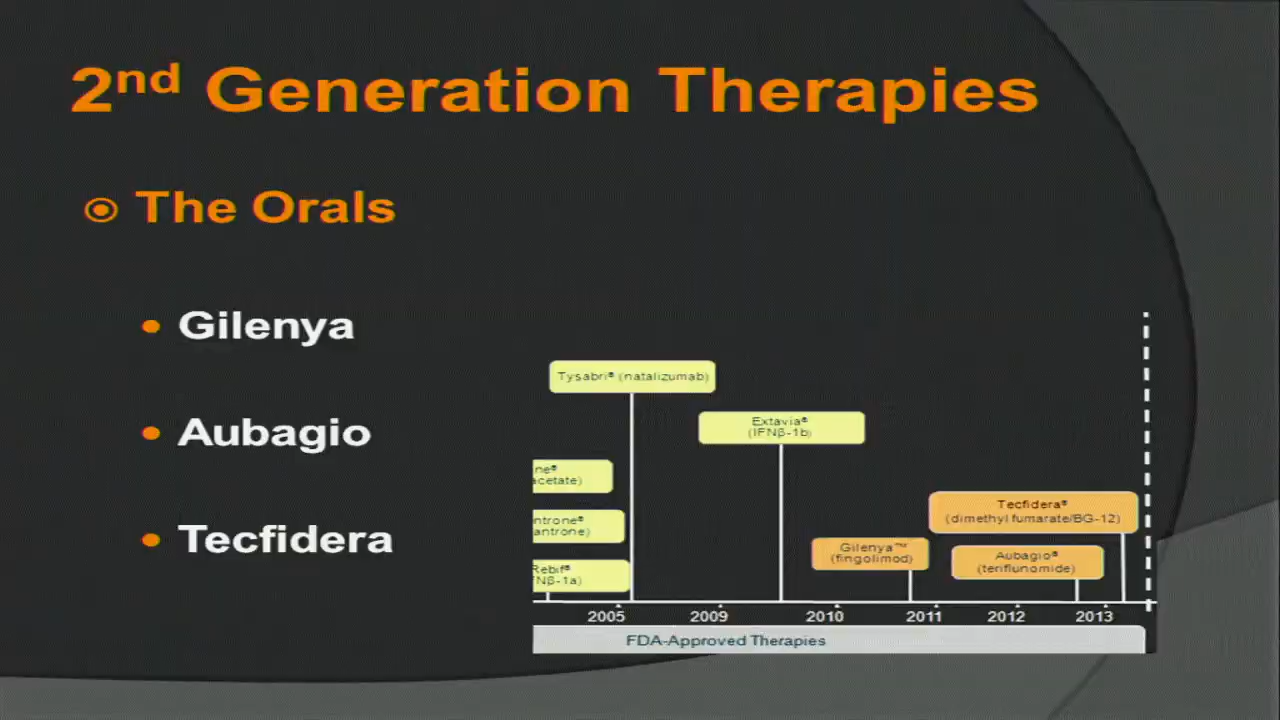 2nd Generation Therapies
The Orals
Gilenya
Aubagio
Tecfidera
Tysabri® (natalizumab)
Extavia®
(IFNβ-1b)
ne®
acetate)
ntrone®
antrone)
Rebif®
Nβ-1a)
Tecfidera®
(dimethyl fumarate/BG-12)
Gilenya™
(fingolimod)
Aubagio®
(teriflunomide)
2005 2009 2010 2011 2012 2013
FDA-Approved Therapies